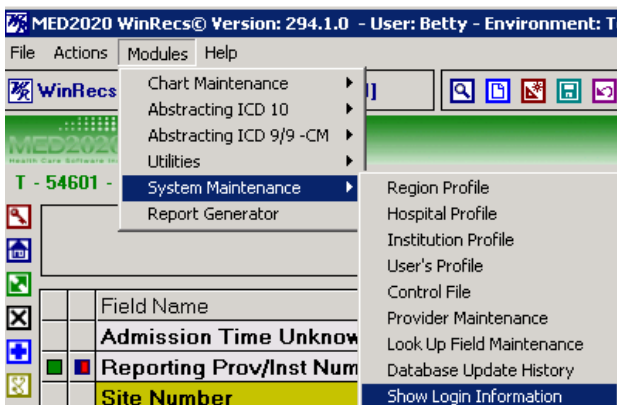 MED2020 WinRecs© Version: 294.1.0 - User: Betty - Environment:
File Actions Modules Help
WinRecs ]
Chart Maintenance
Abstracting ICD 10
MED2020 Abstracting ICD 9/9 -CM
Utilities
T - 54601 - System Maintenance Region Profile
Report Generator Hospital Profile
Institution Profile
User's Profile
Control File
Field Name Provider Maintenance
Admission Time Unknow Look Up Field Maintenance
Reporting Prov/Inst Num Database Update History
Site Number Show Login Information